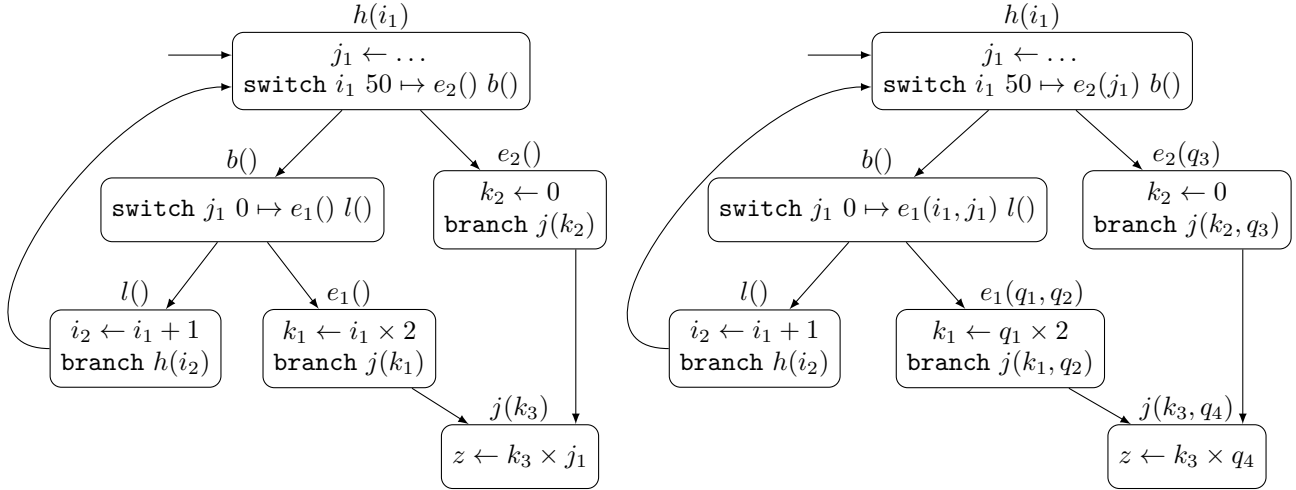 h(i₁)
j₁ ← …
switch i₁ 50 ↦ e₂() b()
b()
switch j₁ 0 ↦ e₁() l()
e₂()
k₂ ← 0
branch j(k₂)
l()
i₂ ← i₁ + 1
branch h(i₂)
e₁()
k₁ ← i₁ × 2
branch j(k₁)
j(k₃)
z ← k₃ × j₁
h(i₁)
j₁ ← …
switch i₁ 50 ↦ e₂(j₁) b()
b()
switch j₁ 0 ↦ e₁(i₁, j₁) l()
e₂(q₃)
k₂ ← 0
branch j(k₂, q₃)
l()
i₂ ← i₁ + 1
branch h(i₂)
e₁(q₁, q₂)
k₁ ← q₁ × 2
branch j(k₁, q₂)
j(k₃, q₄)
z ← k₃ × q₄